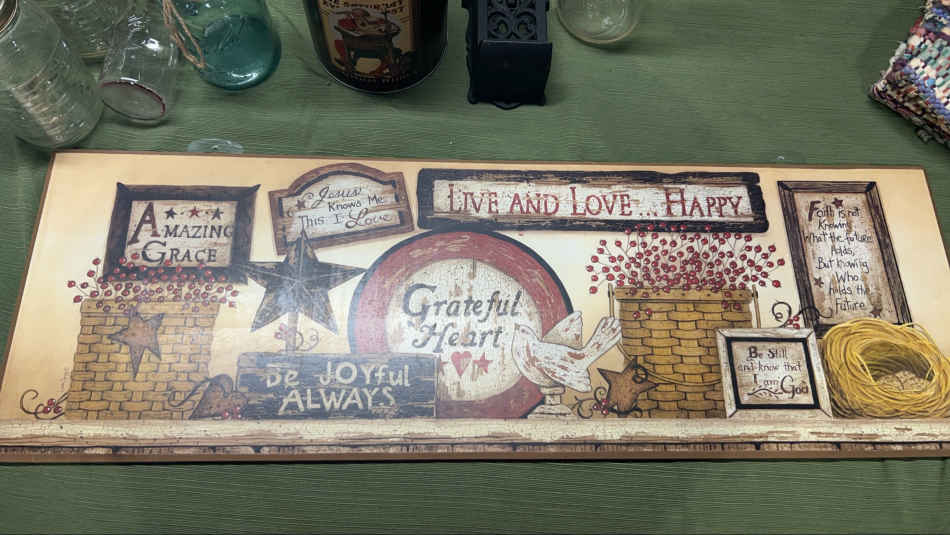 Amazing
Grace
Jesus
Knows Me
This I Love
Live and Love... Happy
Faith is not
Knowing
what the future
holds,
But knowing
Who
holds the
Future.
Grateful
Heart
Be JOYful
ALWAYS
Be Still
and know that
I am God